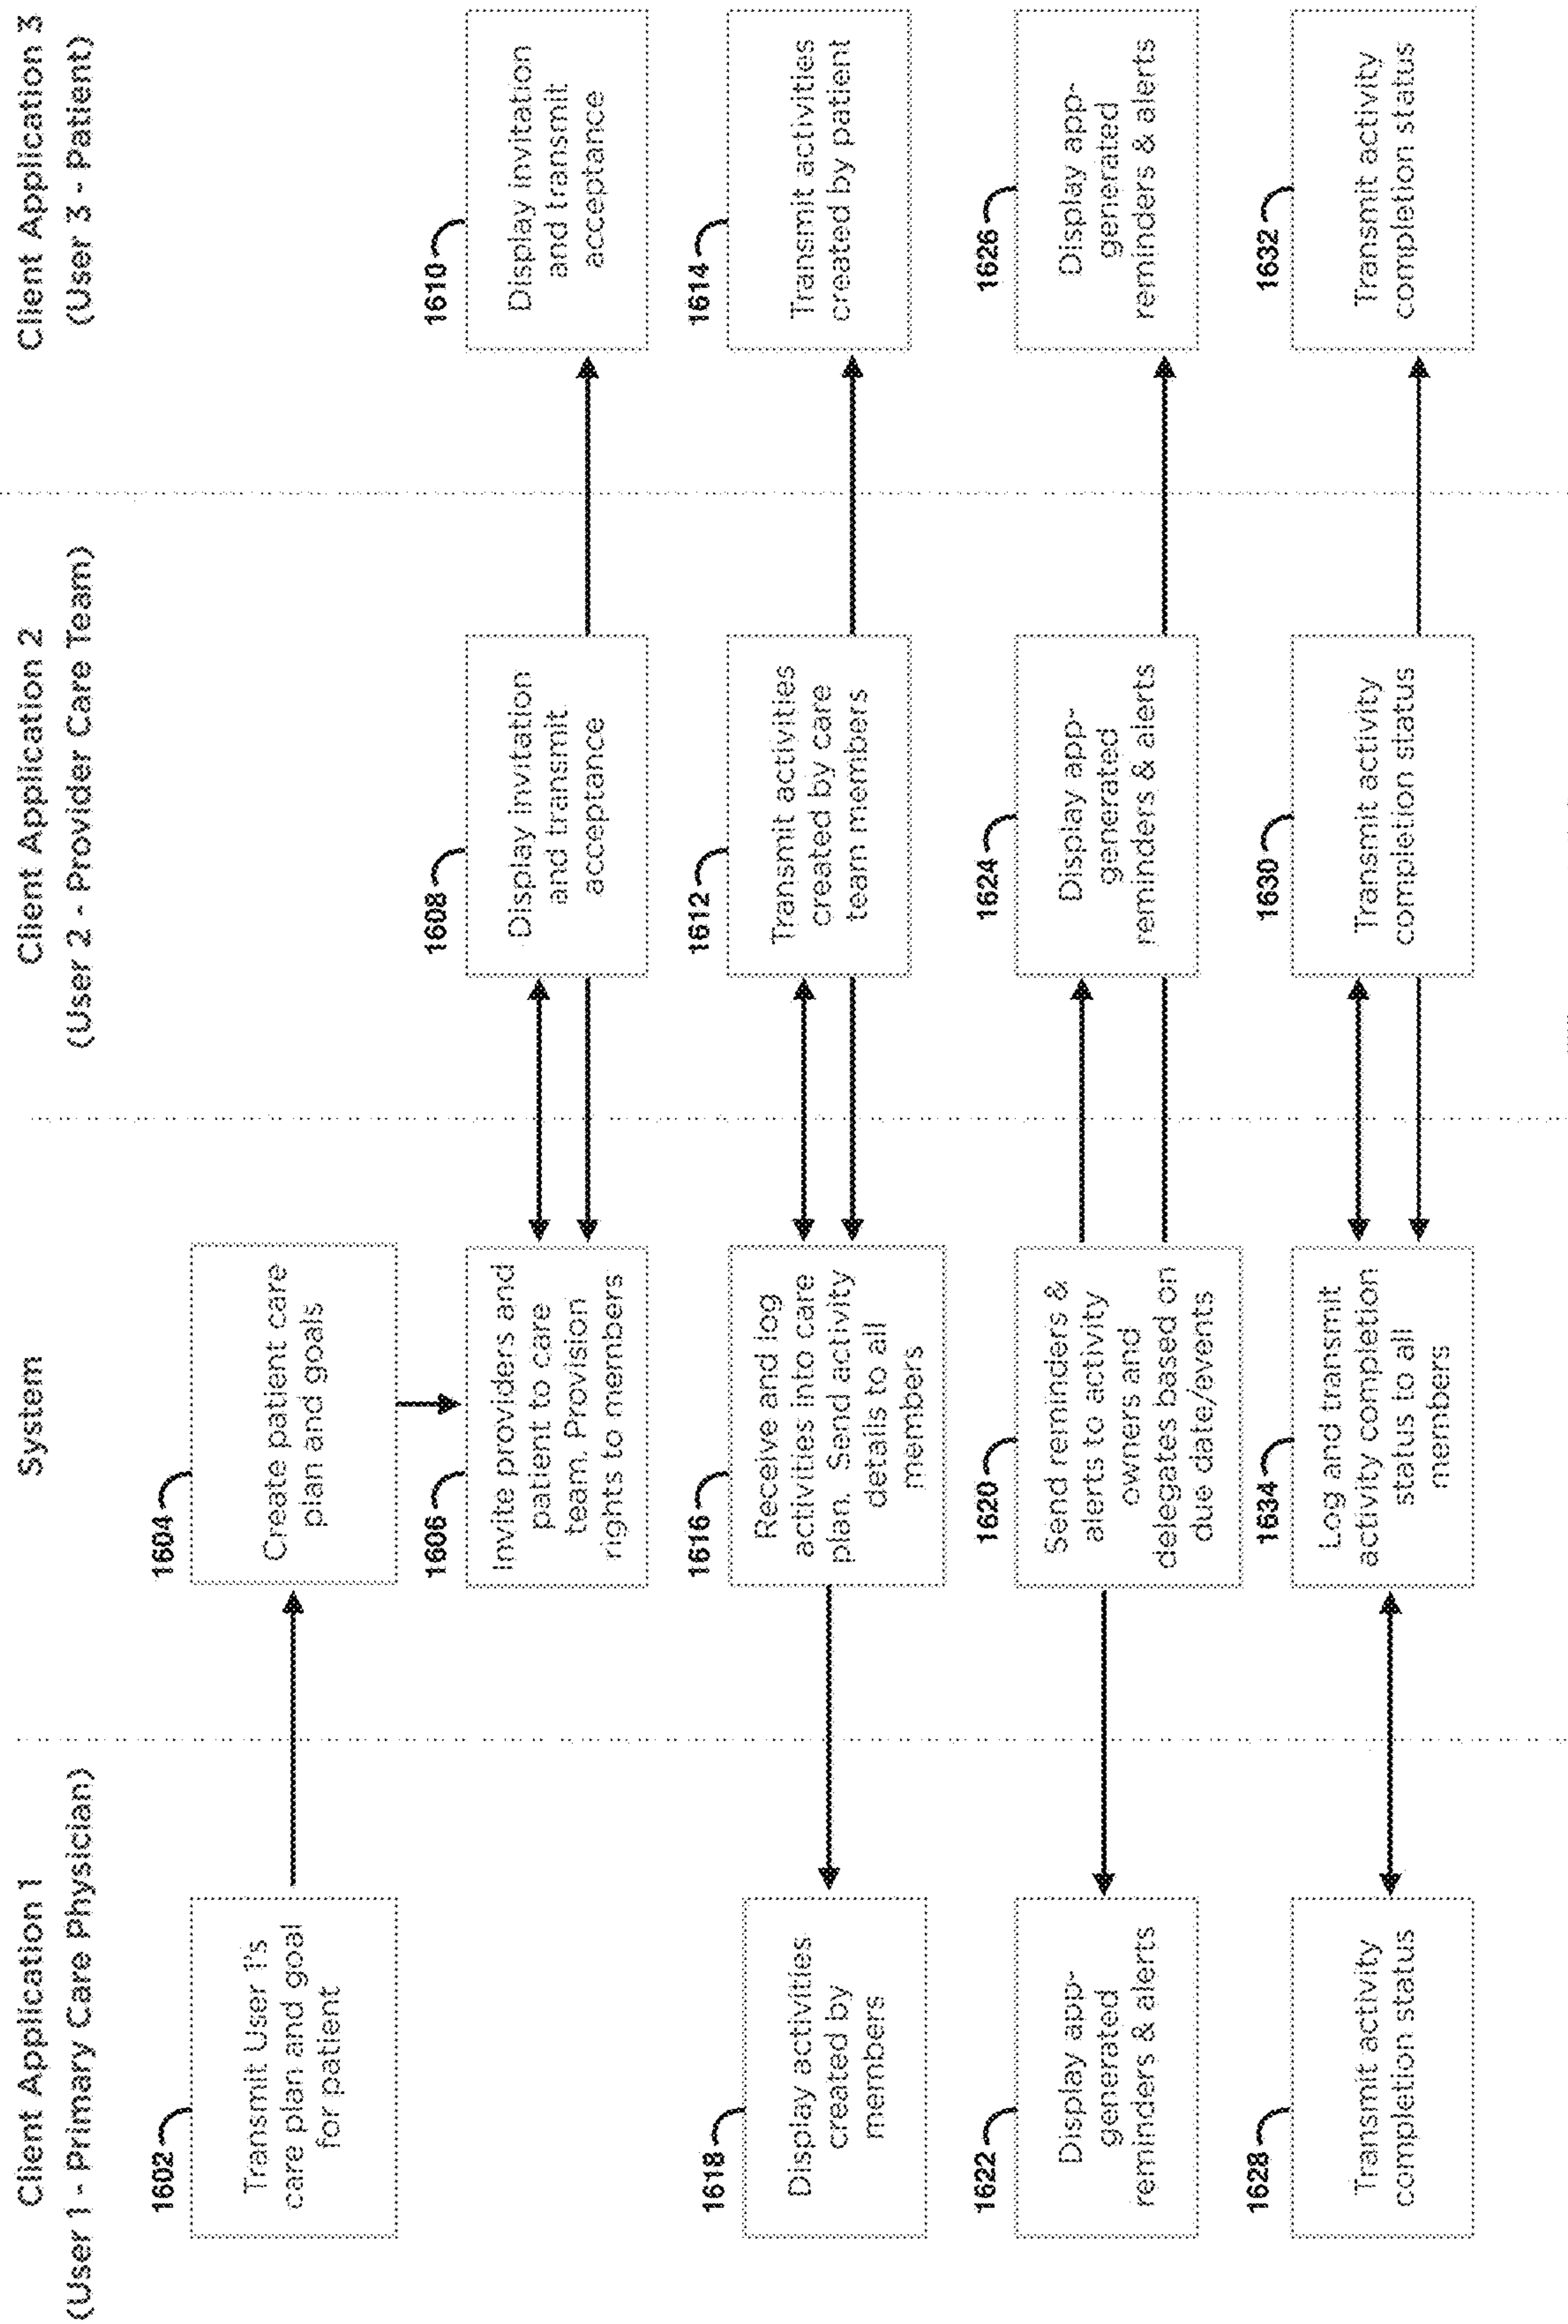 Client Application 1
(User 1 - Primary Care Physician)
System
Client Application 2
(User 2 - Provider Care Team)
Client Application 3
(User 3 - Patient)
1602
Transmit User 1's
care plan and goal
for patient
1604
Create patient care
plan and goals
1606
Invite providers and
patient to care
team. Provision
rights to members
1608
Display invitation
and transmit
acceptance
1610
Display invitation
and transmit
acceptance
1618
Display activities
created by
members
1616
Receive and log
activities into care
plan. Send activity
details to all
members
1612
Transmit activities
created by care
team members
1614
Transmit activities
created by patient
1622
Display app-
generated
reminders & alerts
1620
Send reminders &
alerts to activity
owners and
delegates based on
due date/events
1624
Display app-
generated
reminders & alerts
1626
Display app-
generated
reminders & alerts
1628
Transmit activity
completion status
1634
Log and transmit
activity completion
status to all
members
1630
Transmit activity
completion status
1632
Transmit activity
completion status